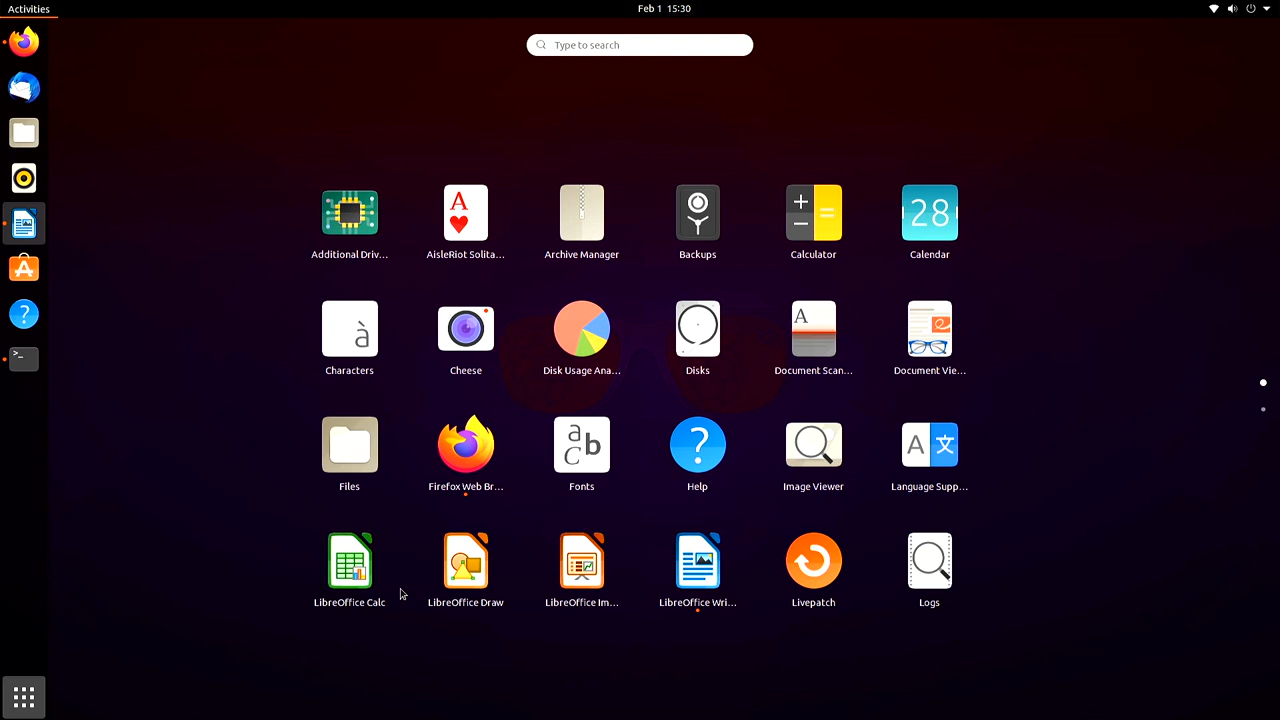 Activities
Feb 1 15:30
Type to search
Additional Driv...
AisleRiot Solita...
Archive Manager
Backups
Calculator
28
Calendar
Characters
Cheese
Disk Usage Ana...
Disks
Document Scan...
Document Vie...
Files
Firefox Web Br...
Fonts
Help
Image Viewer
Language Supp...
LibreOffice Calc
LibreOffice Draw
LibreOffice Im...
LibreOffice Wri...
Livepatch
Logs